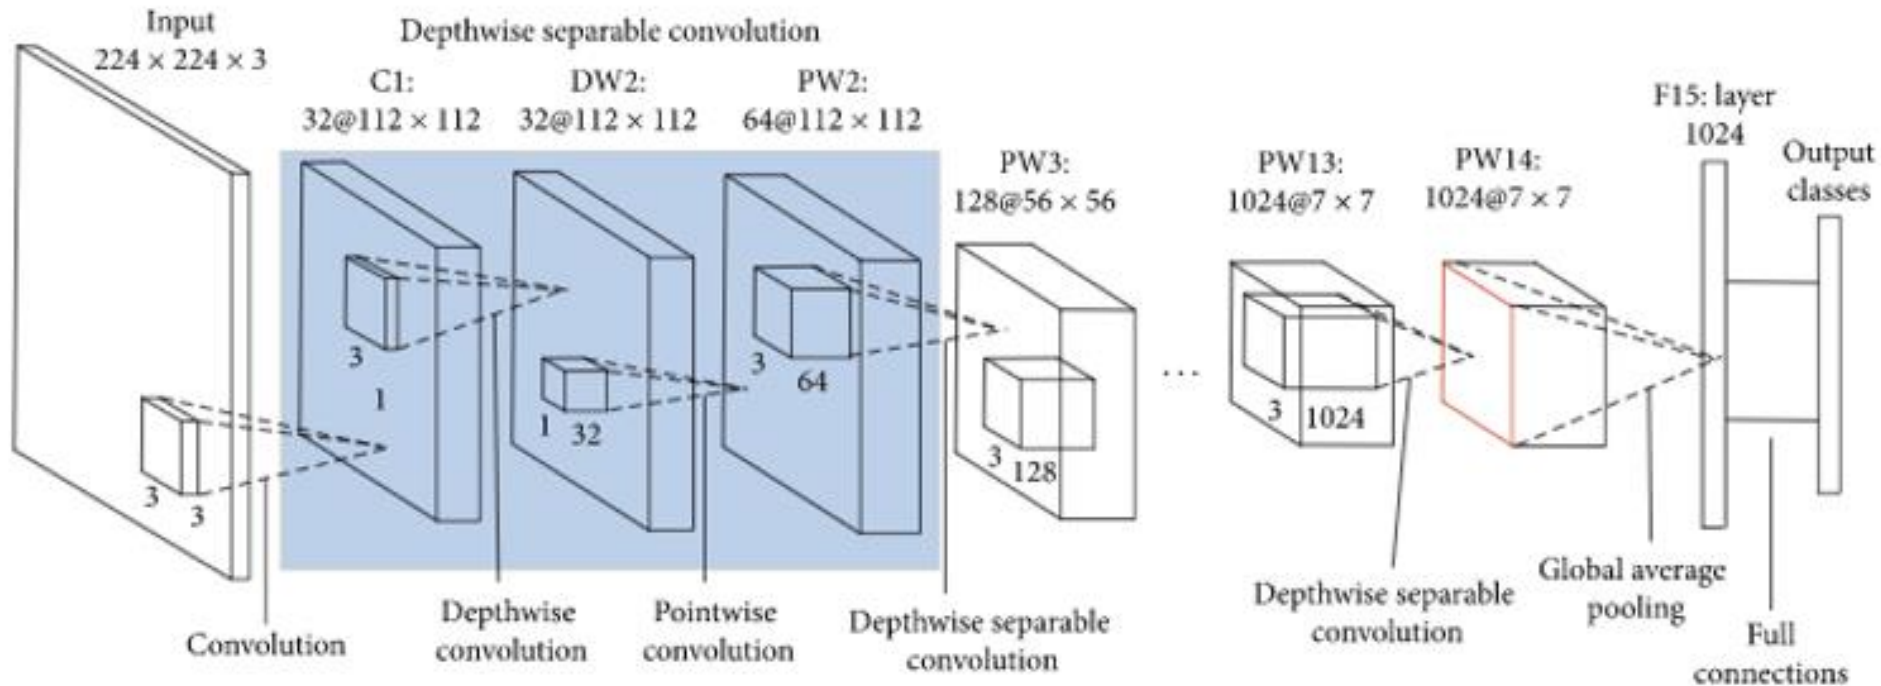 Input
224 × 224 × 3
Depthwise separable convolution
C1:
32@112 × 112
DW2:
32@112 × 112
PW2:
64@112 × 112
PW3:
128@56 × 56
PW13:
1024@7 × 7
PW14:
1024@7 × 7
F15: layer
1024
Output
classes
3
3
3
1
1
32
3
64
3
128
...
3
1024
Convolution
Depthwise
convolution
Pointwise
convolution
Depthwise separable
convolution
Depthwise separable
convolution
Global average
pooling
Full
connections